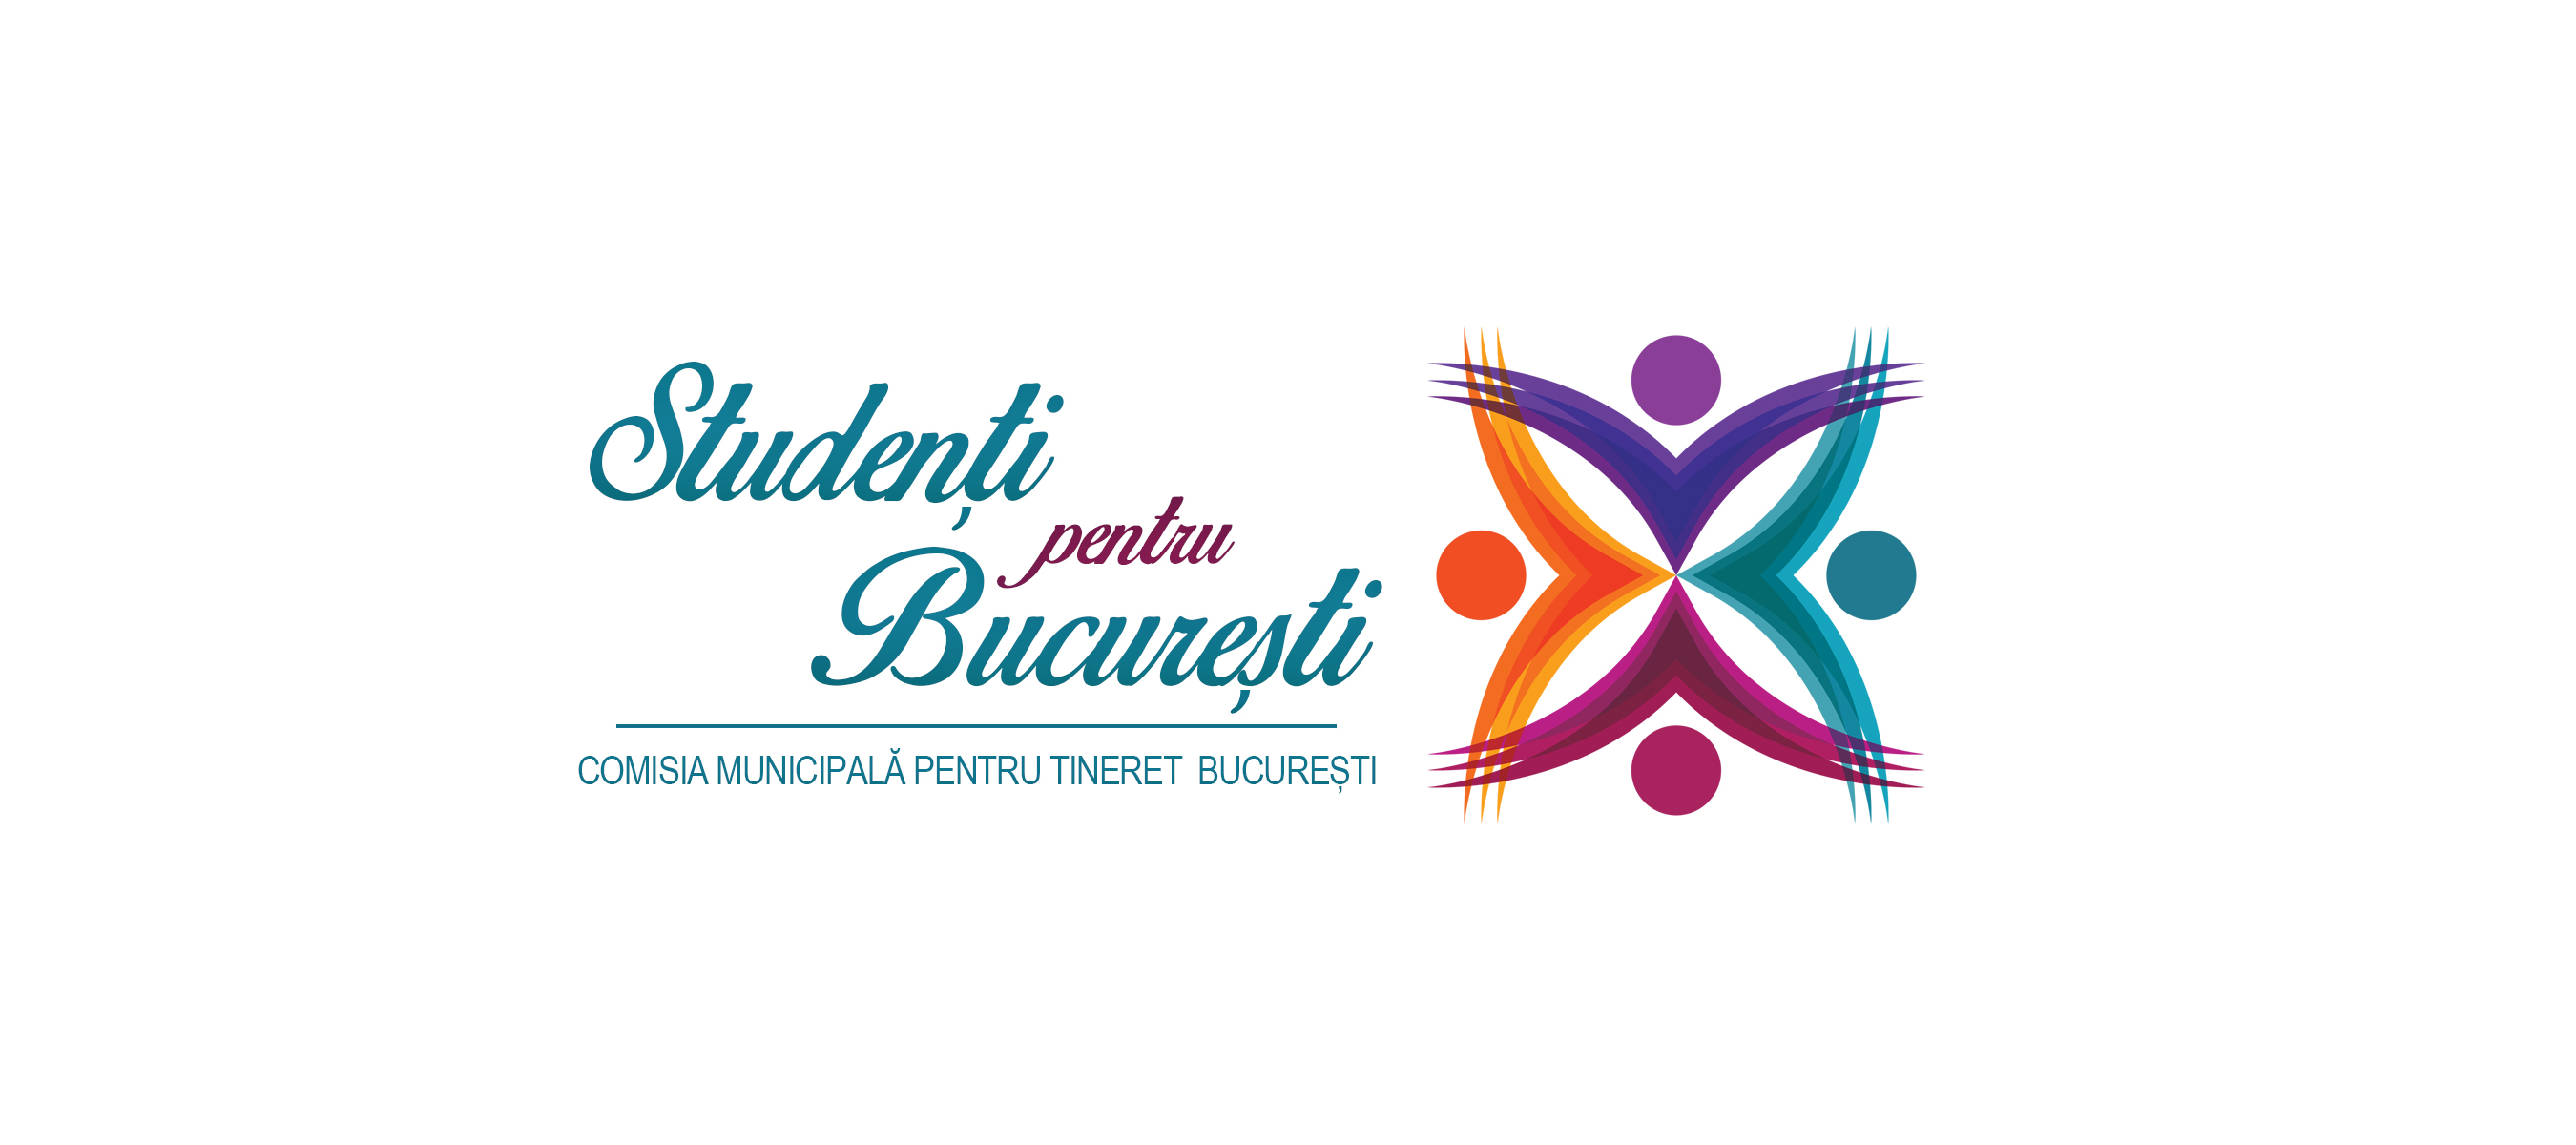 Studenți
pentru
București
COMISIA MUNICIPALĂ PENTRU TINERET BUCUREȘTI